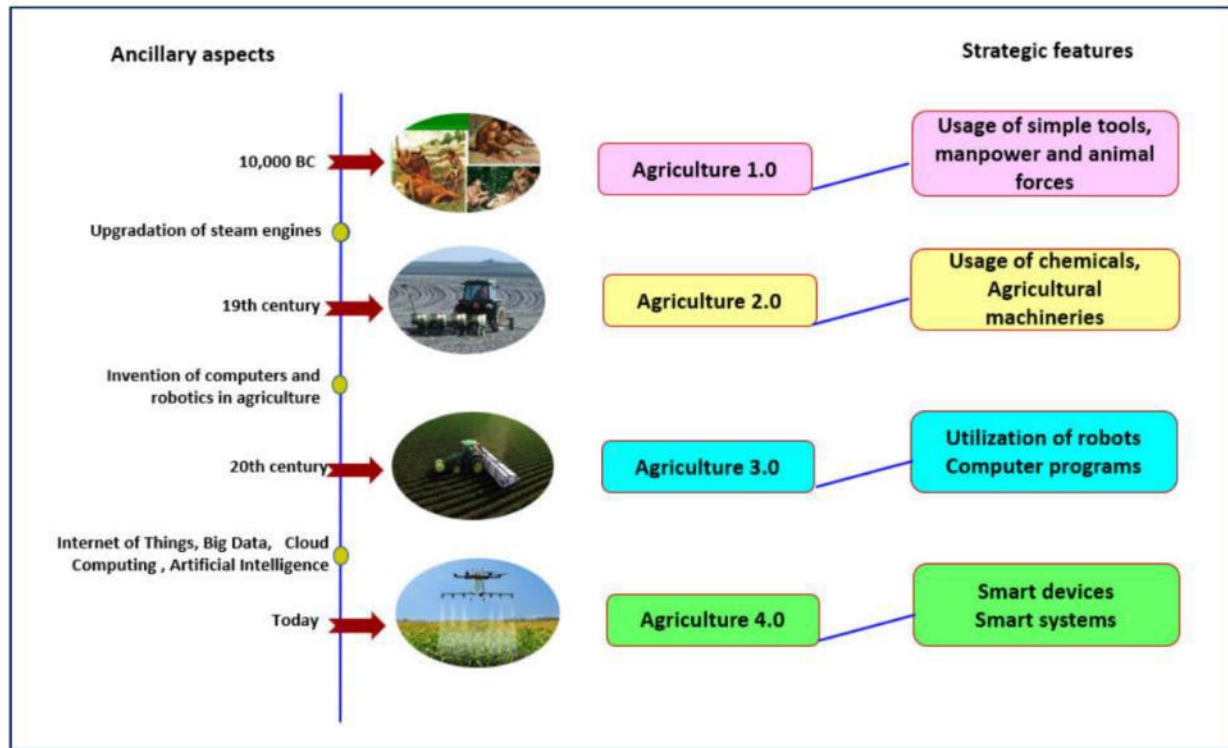 Ancillary aspects
Strategic features
10,000 BC
Agriculture 1.0
Usage of simple tools,
manpower and animal
forces
Upgradation of steam engines
19th century
Agriculture 2.0
Usage of chemicals,
Agricultural
machineries
Invention of computers and
robotics in agriculture
20th century
Agriculture 3.0
Utilization of robots
Computer programs
Internet of Things, Big Data, Cloud
Computing , Artificial Intelligence
Today
Agriculture 4.0
Smart devices
Smart systems